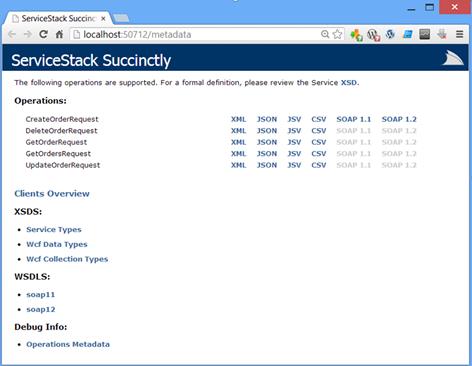 ServiceStack Succinc
localhost:50712/metadata
ServiceStack Succinctly
The following operations are supported. For a formal definition, please review the Service XSD.
Operations:
CreateOrderRequest XML JSON JSV CSV SOAP 1.1 SOAP 1.2
DeleteOrderRequest XML JSON JSV CSV SOAP 1.1 SOAP 1.2
GetOrderRequest XML JSON JSV CSV SOAP 1.1 SOAP 1.2
GetOrdersRequest XML JSON JSV CSV SOAP 1.1 SOAP 1.2
UpdateOrderRequest XML JSON JSV CSV SOAP 1.1 SOAP 1.2
Clients Overview
XSDS:
Service Types
Wcf Data Types
Wcf Collection Types
WSDLS:
soap11
soap12
Debug Info:
Operations Metadata